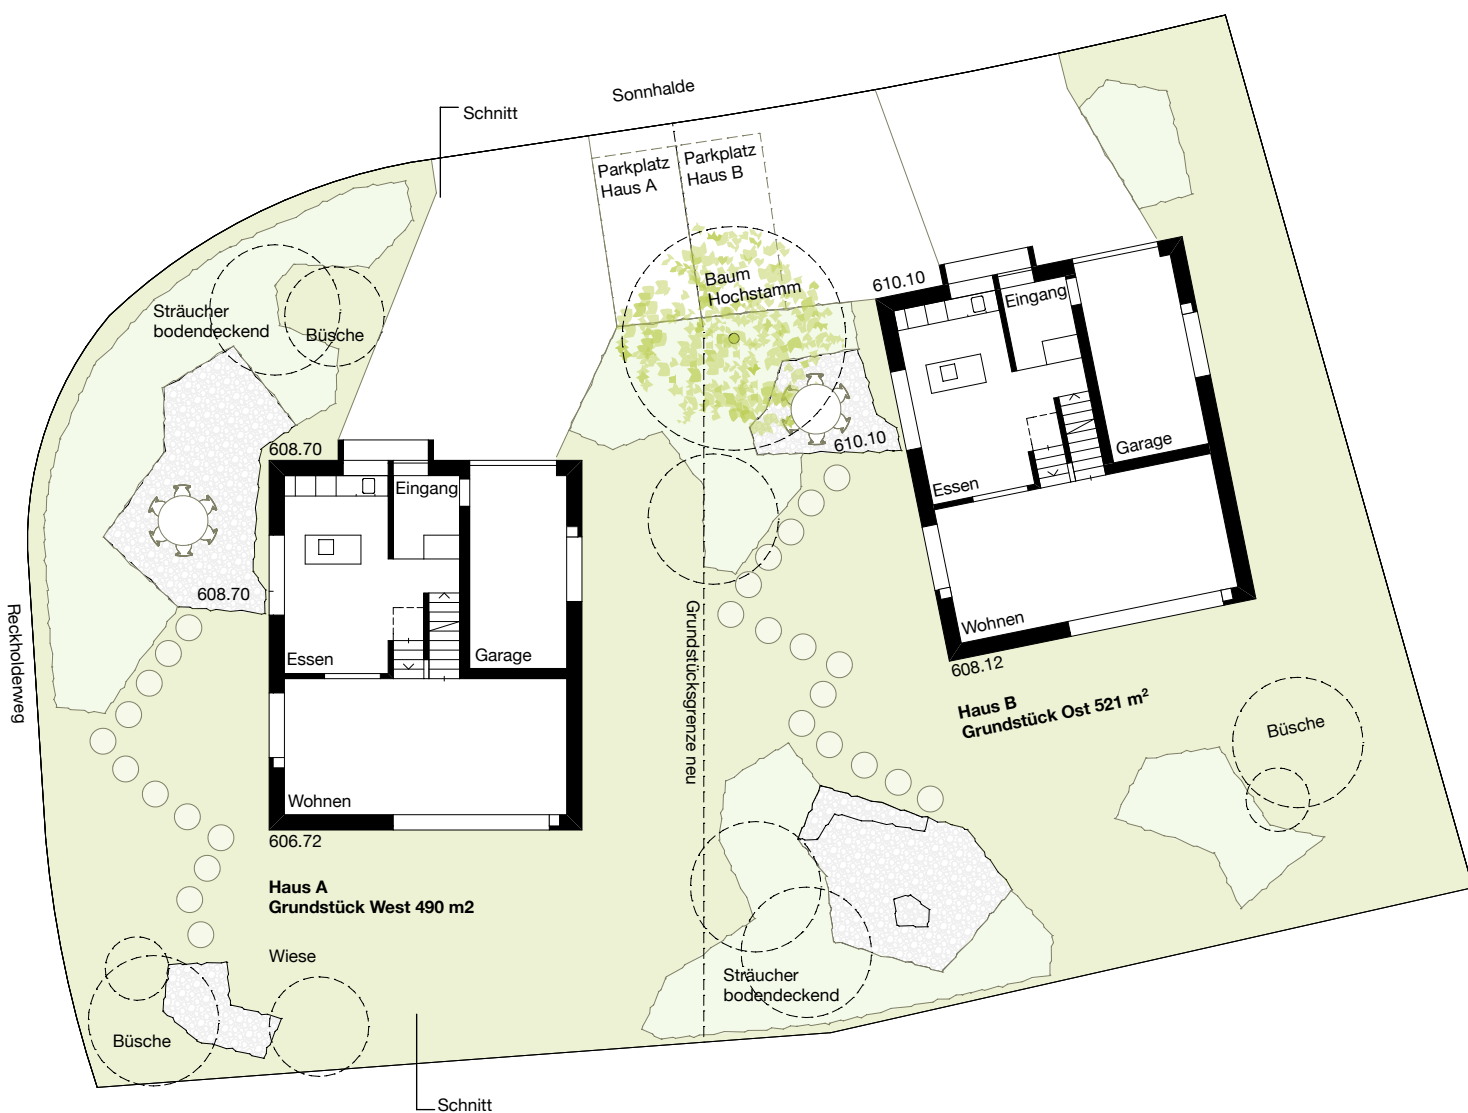 Sonnhalde
Schnitt
Parkplatz
Haus A
Parkplatz
Haus B
Baum
Hochstamm
Sträucher
bodendeckend
Büsche
610.10
Eingang
608.70
Eingang
610.10
Garage
Essen
608.70
Reckholderweg
Grundstücksgrenze neu
Essen
Garage
Wohnen
608.12
Haus B
Grundstück Ost 521 m²
Büsche
Wohnen
606.72
Haus A
Grundstück West 490 m2
Wiese
Sträucher
bodendeckend
Büsche
Schnitt